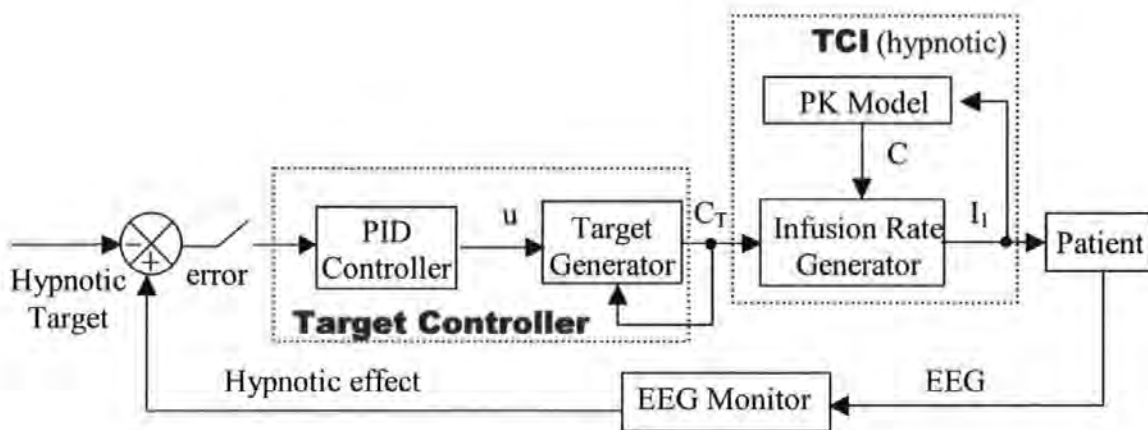 TCI (hypnotic)
PK Model
C
PID
Controller
u
Target
Generator
C_T
Infusion Rate
Generator
I_1
Patient
-
+
error
Hypnotic
Target
Target Controller
Hypnotic effect
EEG Monitor
EEG